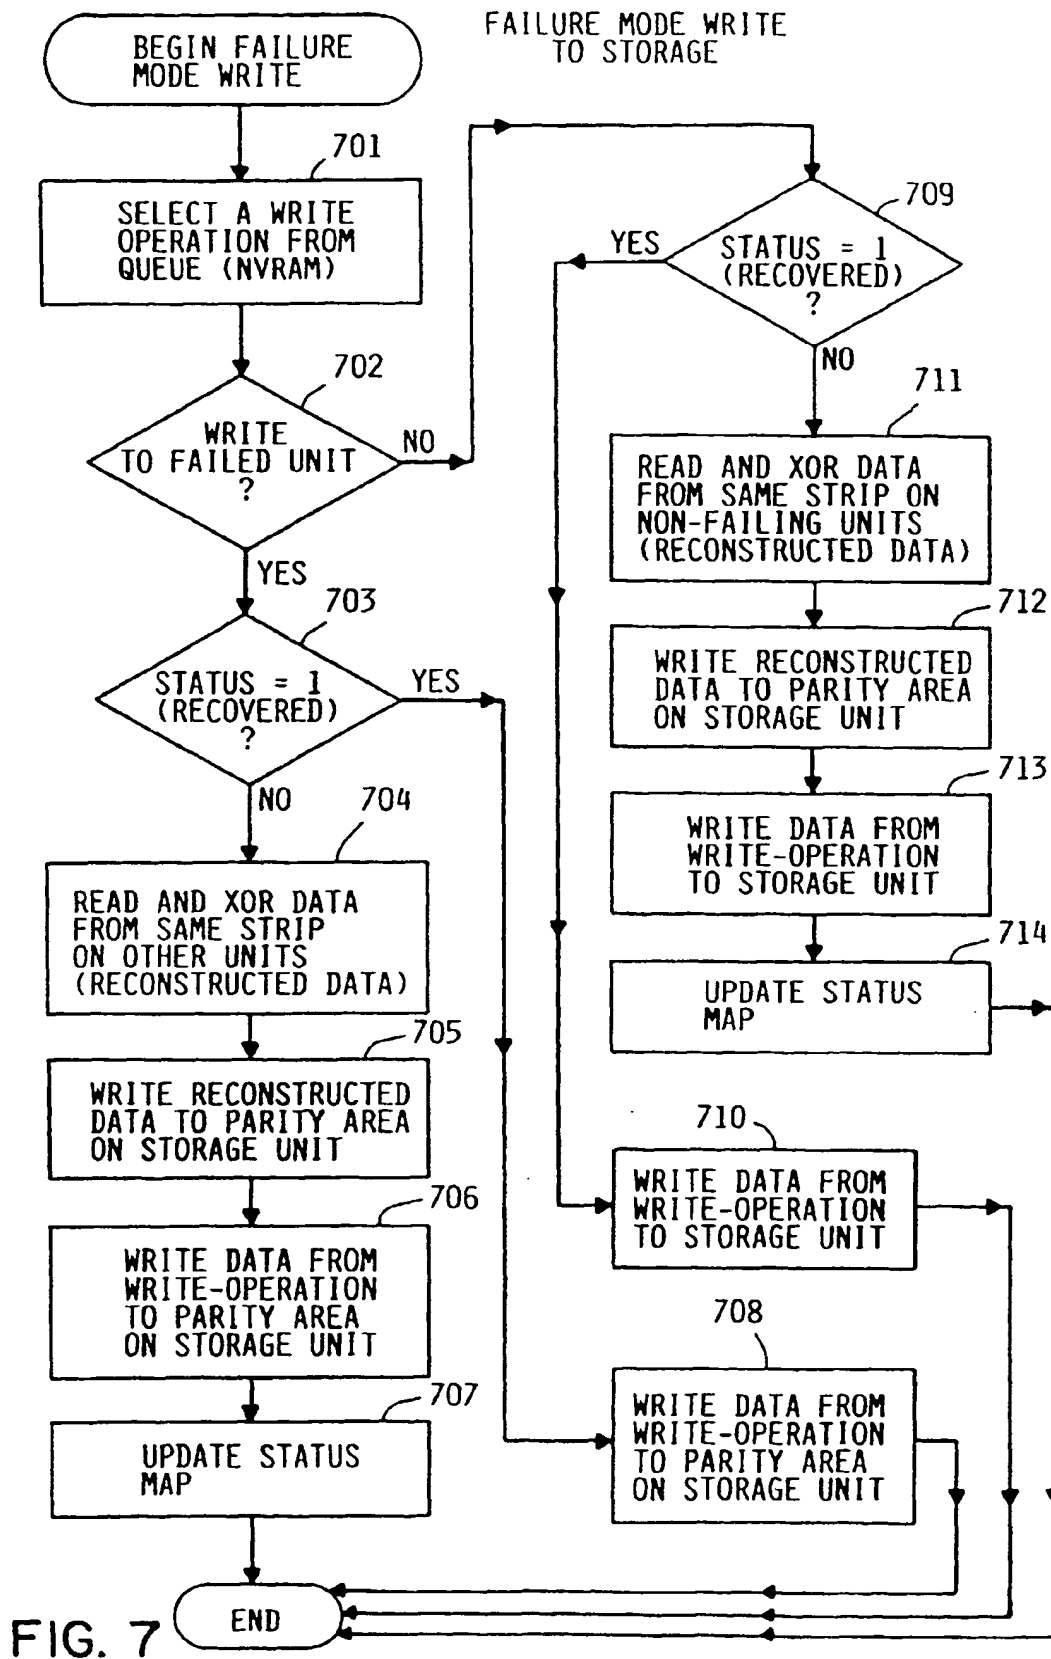 FAILURE MODE WRITE
TO STORAGE
BEGIN FAILURE
MODE WRITE
701
SELECT A WRITE
OPERATION FROM
QUEUE (NVRAM)
702
WRITE
TO FAILED UNIT
?
NO
YES
703
STATUS = 1
(RECOVERED)
?
YES
NO
704
READ AND XOR DATA
FROM SAME STRIP
ON OTHER UNITS
(RECONSTRUCTED DATA)
705
WRITE RECONSTRUCTED
DATA TO PARITY AREA
ON STORAGE UNIT
706
WRITE DATA FROM
WRITE-OPERATION
TO PARITY AREA
ON STORAGE UNIT
707
UPDATE STATUS
MAP
709
STATUS = 1
(RECOVERED)
?
YES
NO
711
READ AND XOR DATA
FROM SAME STRIP ON
NON-FAILING UNITS
(RECONSTRUCTED DATA)
712
WRITE RECONSTRUCTED
DATA TO PARITY AREA
ON STORAGE UNIT
713
WRITE DATA FROM
WRITE-OPERATION
TO STORAGE UNIT
714
UPDATE STATUS
MAP
710
WRITE DATA FROM
WRITE-OPERATION
TO STORAGE UNIT
708
WRITE DATA FROM
WRITE-OPERATION
TO PARITY AREA
ON STORAGE UNIT
END
FIG. 7